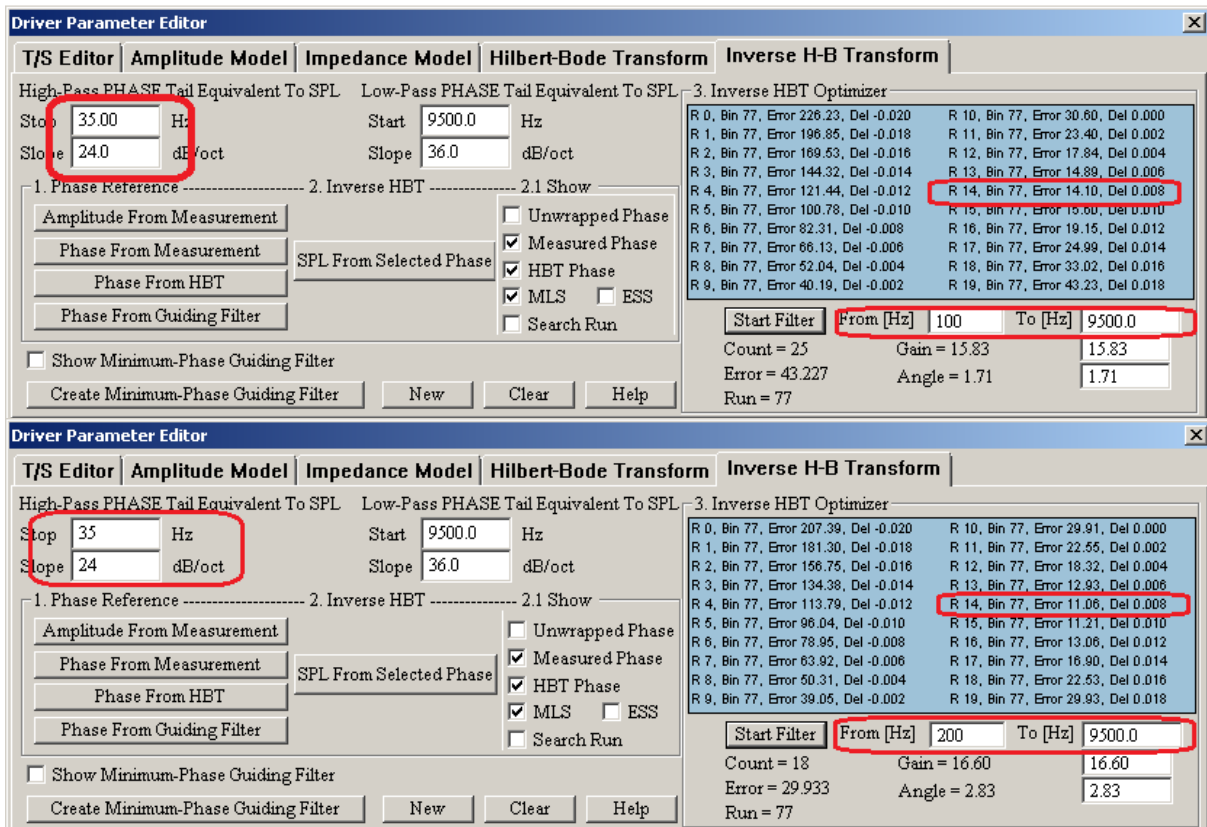 Driver Parameter Editor
T/S Editor Amplitude Model Impedance Model Hilbert-Bode Transform Inverse H-B Transform
High-Pass PHASE Tail Equivalent To SPL Low-Pass PHASE Tail Equivalent To SPL 3. Inverse HBT Optimizer
Stop 35.00 Hz Start 9500.0 Hz
Slope 24.0 dB/oct Slope 36.0 dB/oct
R 0, Bin 77, Error 226.23, Del -0.020 R 10, Bin 77, Error 30.60, Del 0.000
R 1, Bin 77, Error 196.85, Del -0.018 R 11, Bin 77, Error 23.40, Del 0.002
R 2, Bin 77, Error 169.53, Del -0.016 R 12, Bin 77, Error 17.84, Del 0.004
R 3, Bin 77, Error 144.32, Del -0.014 R 13, Bin 77, Error 14.89, Del 0.006
R 4, Bin 77, Error 121.44, Del -0.012 R 14, Bin 77, Error 14.10, Del 0.008
R 5, Bin 77, Error 100.78, Del -0.010 R 15, Bin 77, Error 15.60, Del 0.010
R 6, Bin 77, Error 82.31, Del -0.008 R 16, Bin 77, Error 19.15, Del 0.012
R 7, Bin 77, Error 66.13, Del -0.006 R 17, Bin 77, Error 24.99, Del 0.014
R 8, Bin 77, Error 52.04, Del -0.004 R 18, Bin 77, Error 33.02, Del 0.016
R 9, Bin 77, Error 40.19, Del -0.002 R 19, Bin 77, Error 43.23, Del 0.018
1. Phase Reference -------------------- 2. Inverse HBT -------------- 2.1 Show
Amplitude From Measurement
Phase From Measurement
Phase From HBT
Phase From Guiding Filter
SPL From Selected Phase
Unwrapped Phase
Measured Phase
HBT Phase
MLS ESS
Search Run
Start Filter From [Hz] 100 To [Hz] 9500.0
Count = 25 Gain = 15.83 15.83
Error = 43.227 Angle = 1.71 1.71
Run = 77
Show Minimum-Phase Guiding Filter
Create Minimum-Phase Guiding Filter New Clear Help
Driver Parameter Editor
T/S Editor Amplitude Model Impedance Model Hilbert-Bode Transform Inverse H-B Transform
High-Pass PHASE Tail Equivalent To SPL Low-Pass PHASE Tail Equivalent To SPL 3. Inverse HBT Optimizer
Stop 35 Hz Start 9500.0 Hz
Slope 24 dB/oct Slope 36.0 dB/oct
R 0, Bin 77, Error 207.39, Del -0.020 R 10, Bin 77, Error 29.91, Del 0.000
R 1, Bin 77, Error 181.30, Del -0.018 R 11, Bin 77, Error 22.55, Del 0.002
R 2, Bin 77, Error 156.75, Del -0.016 R 12, Bin 77, Error 18.32, Del 0.004
R 3, Bin 77, Error 134.38, Del -0.014 R 13, Bin 77, Error 12.93, Del 0.006
R 4, Bin 77, Error 113.79, Del -0.012 R 14, Bin 77, Error 11.06, Del 0.008
R 5, Bin 77, Error 96.04, Del -0.010 R 15, Bin 77, Error 11.21, Del 0.010
R 6, Bin 77, Error 78.95, Del -0.008 R 16, Bin 77, Error 13.06, Del 0.012
R 7, Bin 77, Error 63.92, Del -0.006 R 17, Bin 77, Error 16.90, Del 0.014
R 8, Bin 77, Error 50.31, Del -0.004 R 18, Bin 77, Error 22.53, Del 0.016
R 9, Bin 77, Error 39.05, Del -0.002 R 19, Bin 77, Error 29.93, Del 0.018
1. Phase Reference -------------------- 2. Inverse HBT -------------- 2.1 Show
Amplitude From Measurement
Phase From Measurement
Phase From HBT
Phase From Guiding Filter
SPL From Selected Phase
Unwrapped Phase
Measured Phase
HBT Phase
MLS ESS
Search Run
Start Filter From [Hz] 200 To [Hz] 9500.0
Count = 18 Gain = 16.60 16.60
Error = 29.933 Angle = 2.83 2.83
Run = 77
Show Minimum-Phase Guiding Filter
Create Minimum-Phase Guiding Filter New Clear Help